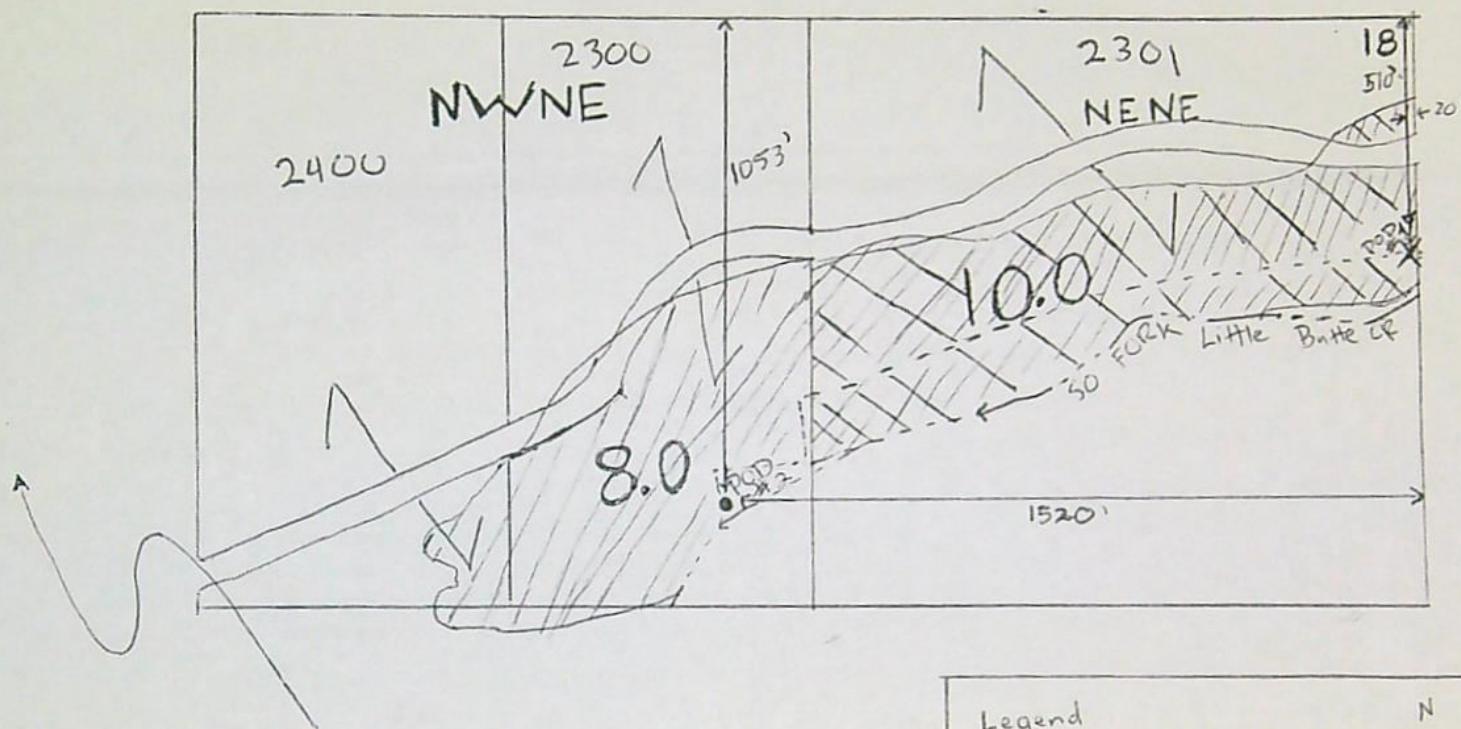 2300
NWNE
2400
1053'
2301
NENE
18
510'
20
10.0
8.0
POD
POD
#2
SO FORK Little Butte CR
1520'
Legend
N